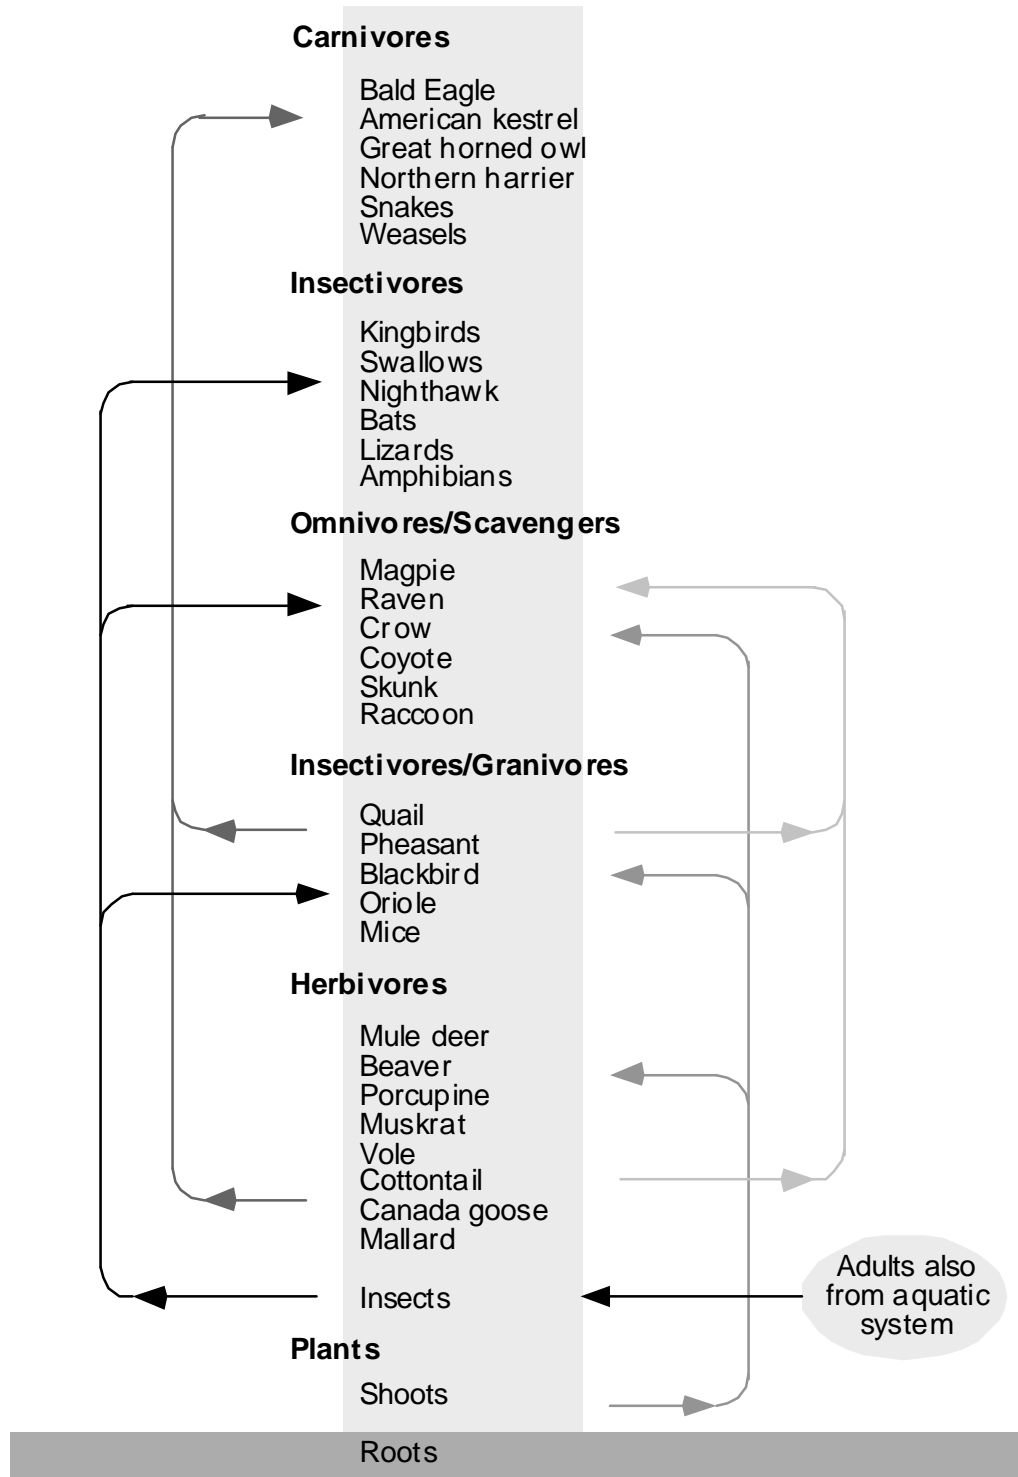 Carnivores
Bald Eagle
American kestrel
Great horned owl
Northern harrier
Snakes
Weasels
Insectivores
Kingbirds
Swallows
Nighthawk
Bats
Lizards
Amphibians
Omnivores/Scavengers
Magpie
Raven
Crow
Coyote
Skunk
Raccoon
Insectivores/Granivores
Quail
Pheasant
Blackbird
Oriole
Mice
Herbivores
Mule deer
Beaver
Porcupine
Muskrat
Vole
Cottontail
Canada goose
Mallard
Insects
Adults also
from aquatic
system
Plants
Shoots
Roots